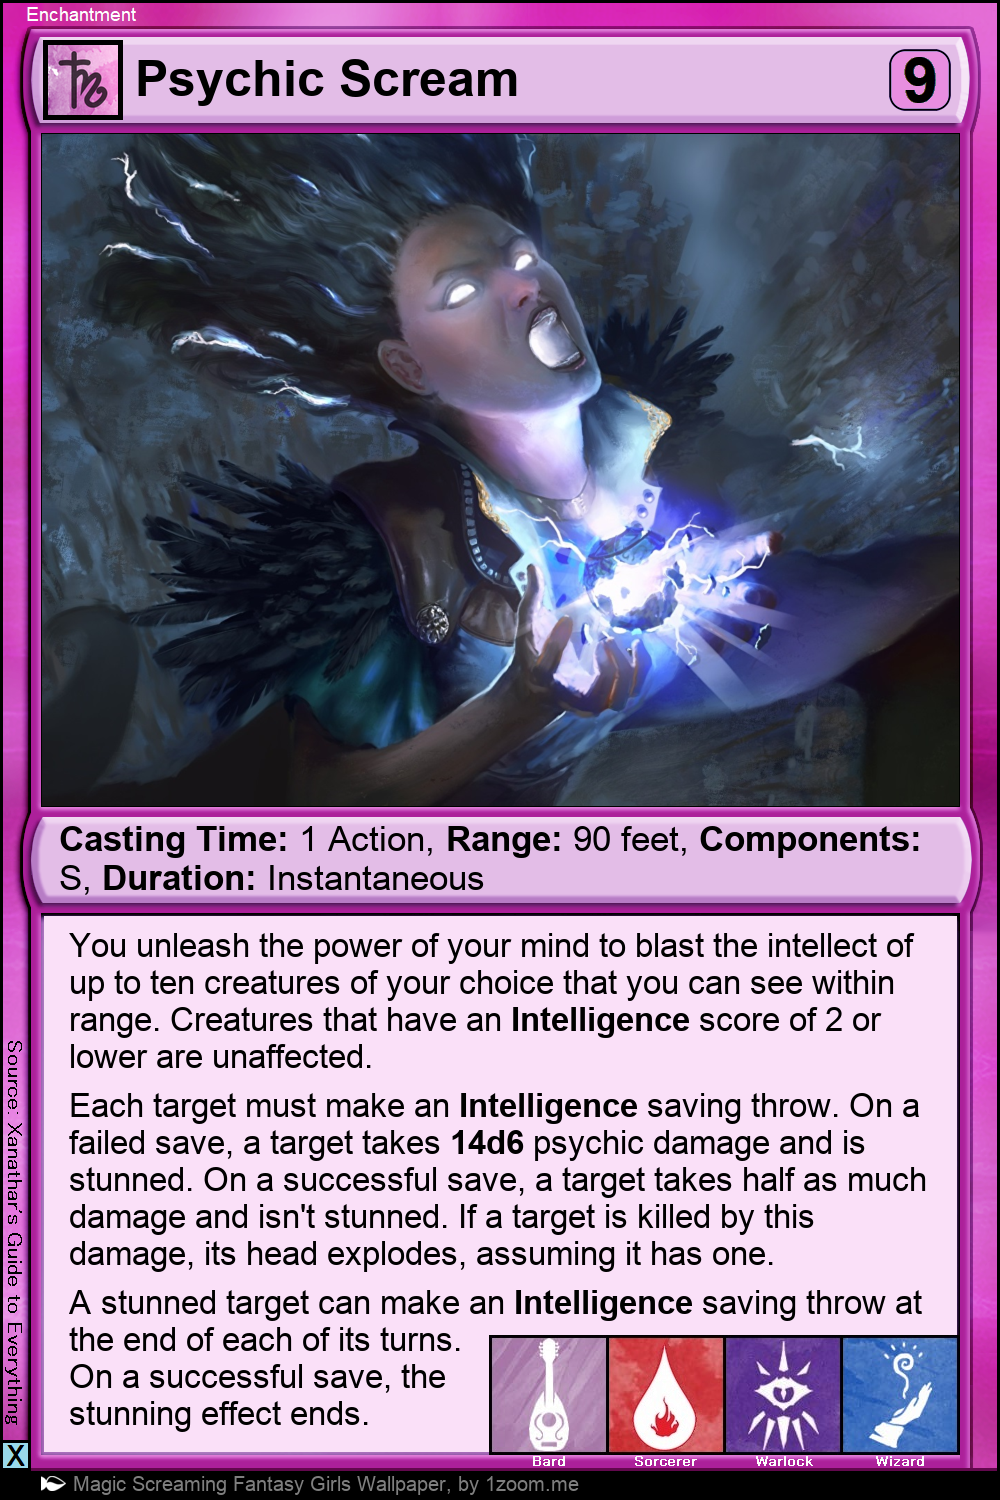 Enchantment
Psychic Scream
9
Casting Time: 1 Action, Range: 90 feet, Components:
S, Duration: Instantaneous
You unleash the power of your mind to blast the intellect of
up to ten creatures of your choice that you can see within
range. Creatures that have an Intelligence score of 2 or
lower are unaffected.
Each target must make an Intelligence saving throw. On a
failed save, a target takes 14d6 psychic damage and is
stunned. On a successful save, a target takes half as much
damage and isn't stunned. If a target is killed by this
damage, its head explodes, assuming it has one.
A stunned target can make an Intelligence saving throw at
the end of each of its turns.
On a successful save, the
stunning effect ends.
Bard
Sorcerer
Warlock
Wizard
Source: Xanathar's Guide to Everything
X
Magic Screaming Fantasy Girls Wallpaper, by 1zoom.me